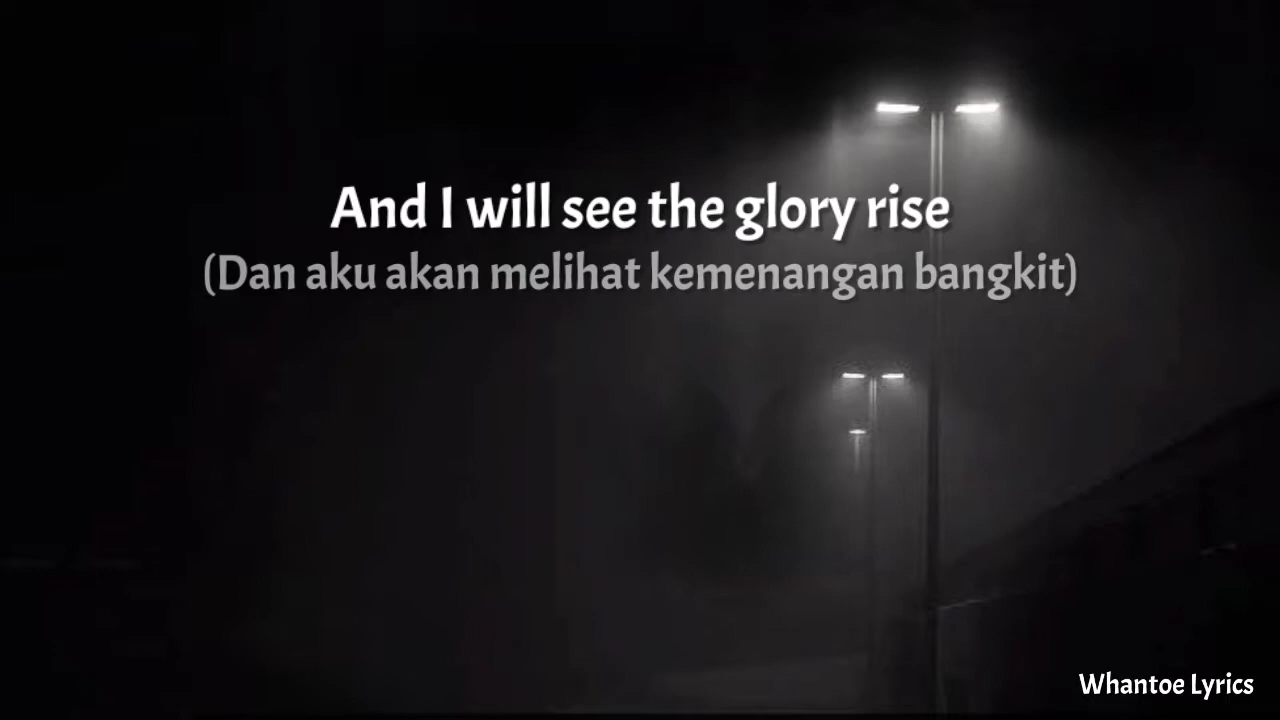 And I will see the glory rise
(Dan aku akan melihat kemenangan bangkit)
Whantoe Lyrics